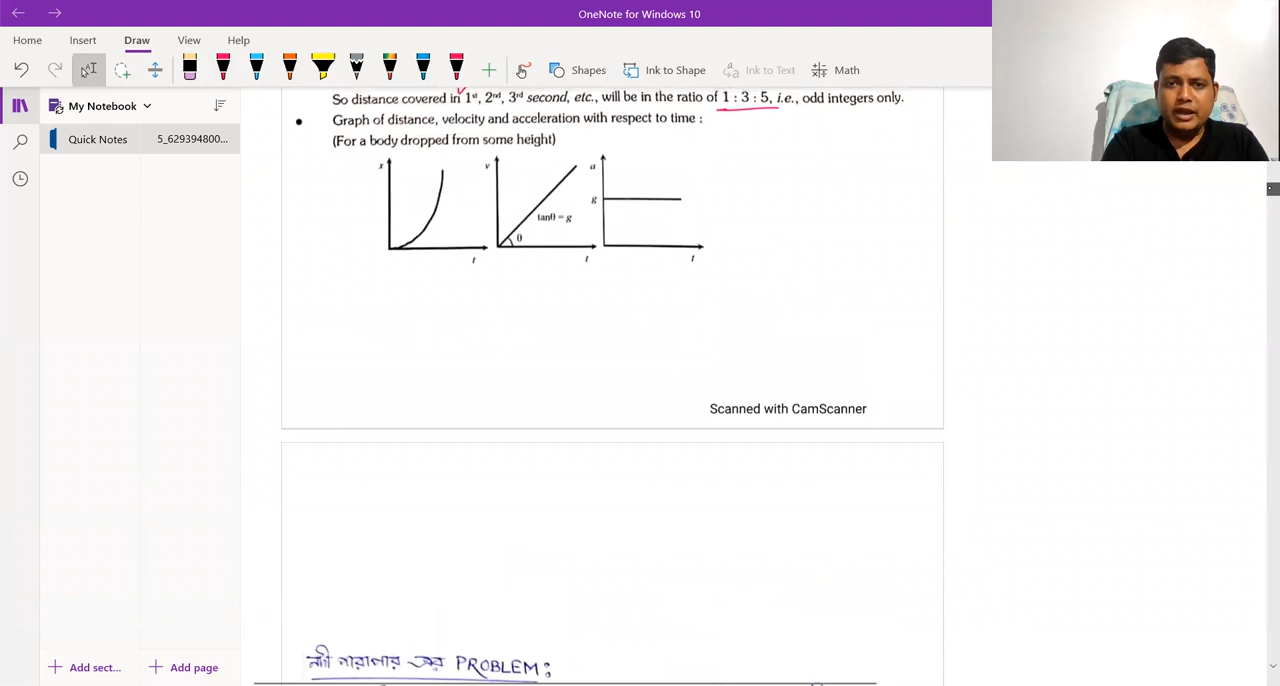 OneNote for Windows 10
Home Insert Draw View Help
Shapes Ink to Shape Ink to Text Math
My Notebook
Quick Notes 5_629394800...
So distance covered in 1st, 2nd, 3rd second, etc., will be in the ratio of 1 : 3 : 5, i.e., odd integers only.
Graph of distance, velocity and acceleration with respect to time :
(For a body dropped from some height)
x v a
g
tanθ = g
θ
t t t
Scanned with CamScanner
PROBLEM:
Add sect... Add page